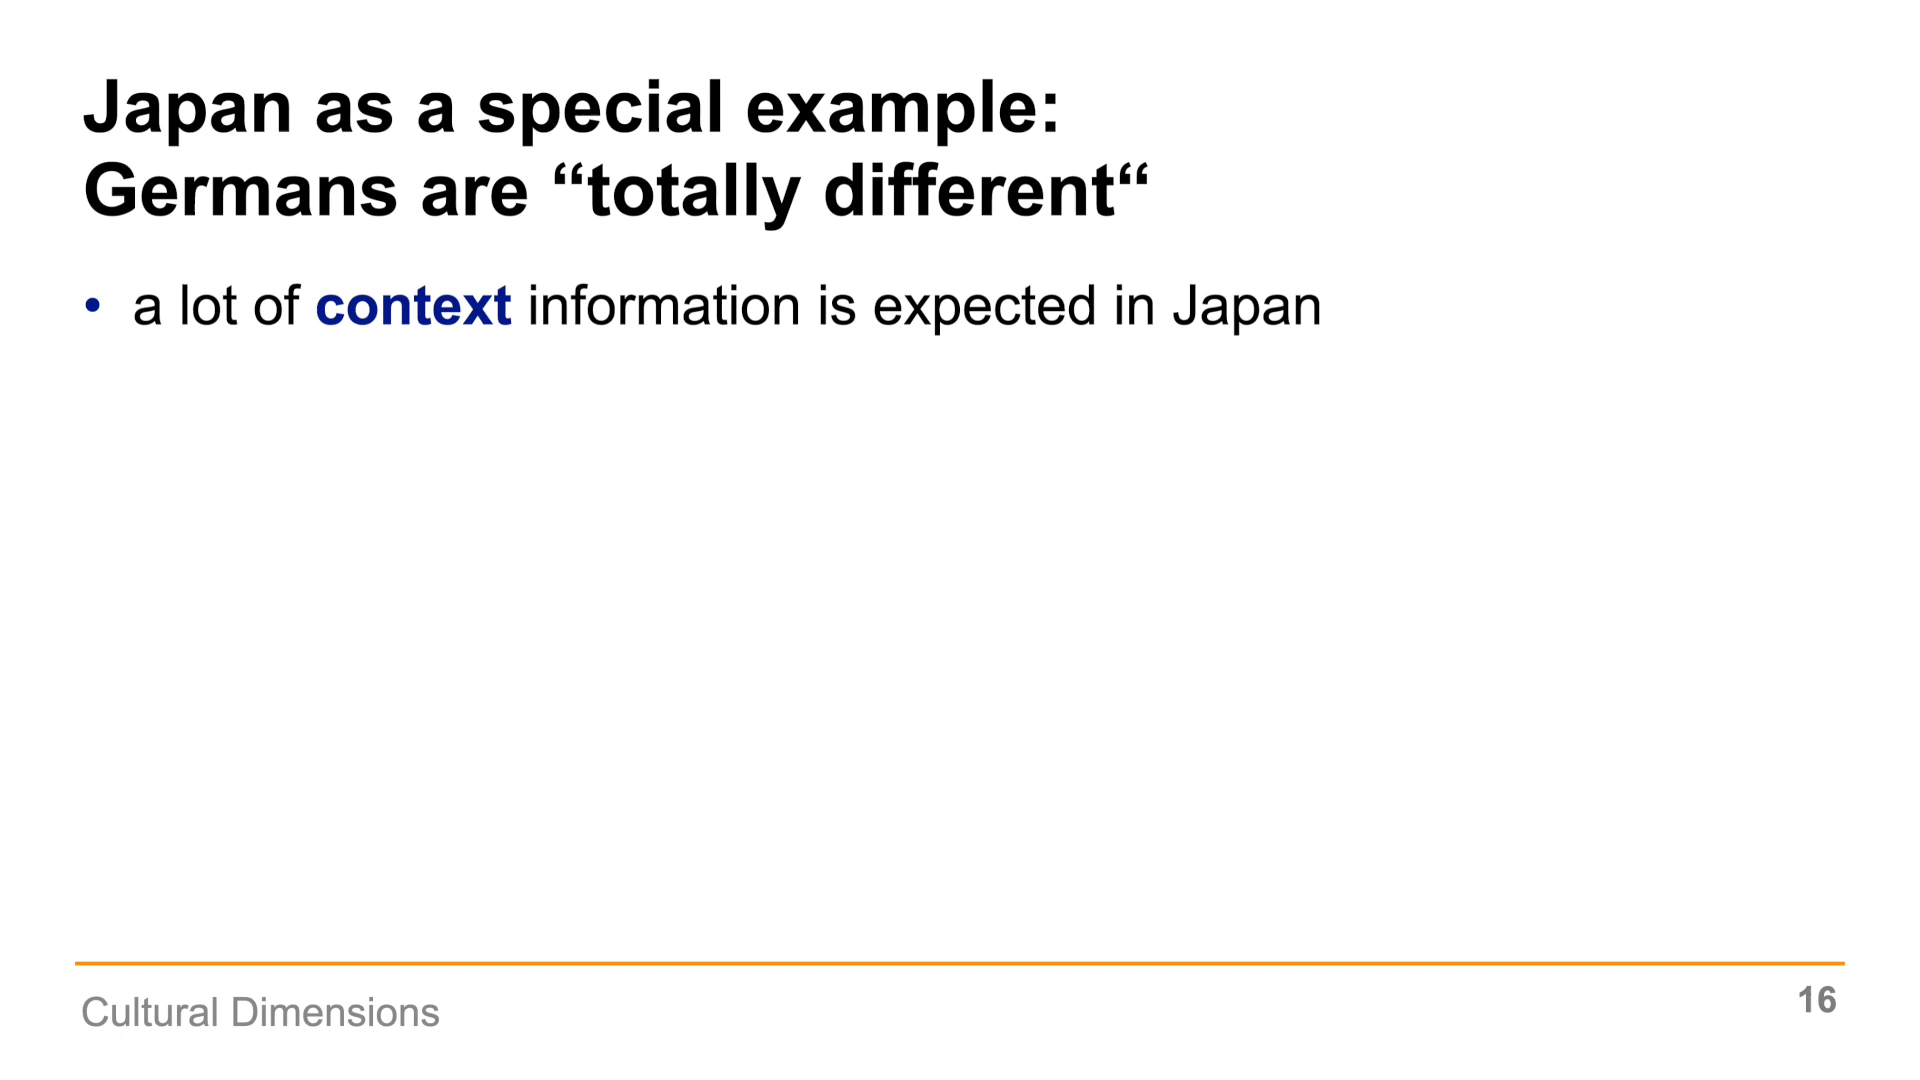 Japan as a special example:
Germans are “totally different“
• a lot of context information is expected in Japan
Cultural Dimensions
16